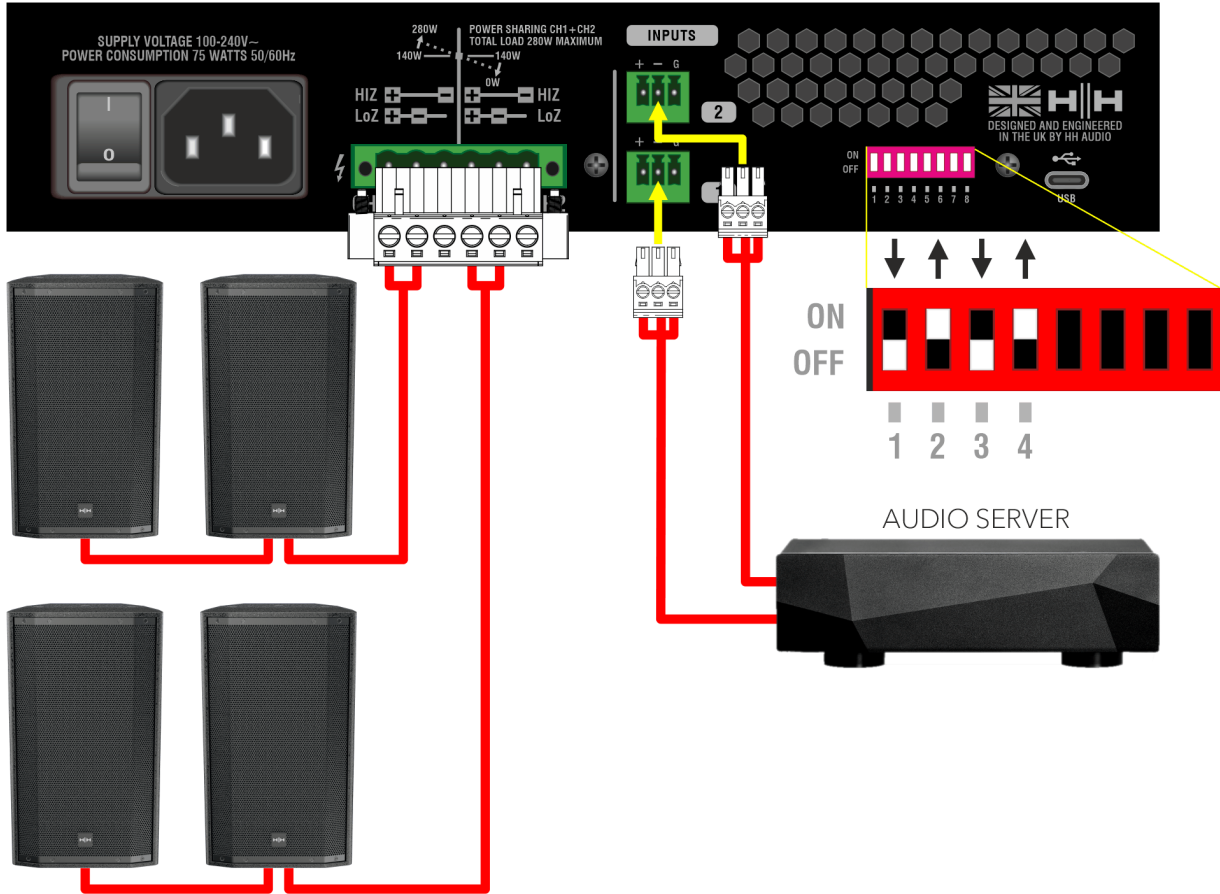 SUPPLY VOLTAGE 100-240V~
POWER CONSUMPTION 75 WATTS 50/60Hz
I
0
280W
POWER SHARING CH1+CH2
TOTAL LOAD 280W MAXIMUM
140W
140W
0W
HIZ + − + − HIZ
LoZ + − + − LoZ
INPUTS
+ − G
2
+ − G
HH
DESIGNED AND ENGINEERED
IN THE UK BY HH AUDIO
ON
OFF
1 2 3 4 5 6 7 8
USB
ON
OFF
1 2 3 4
AUDIO SERVER